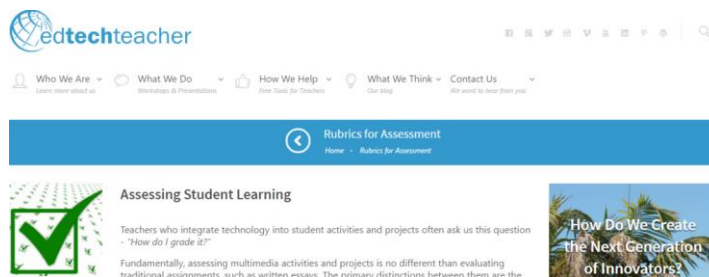 edtechteacher
Who We Are
Learn more about us
What We Do
Workshops & Presentations
How We Help
Free Tools for Teachers
What We Think
Our blog
Contact Us
We want to hear from you
Rubrics for Assessment
Home - Rubrics for Assessment
Assessing Student Learning
Teachers who integrate technology into student activities and projects often ask us this question
- "How do I grade it?"
Fundamentally, assessing multimedia activities and projects is no different than evaluating
traditional assignments, such as written essays. The primary distinctions between them are the
How Do We Create
the Next Generation
of Innovators?